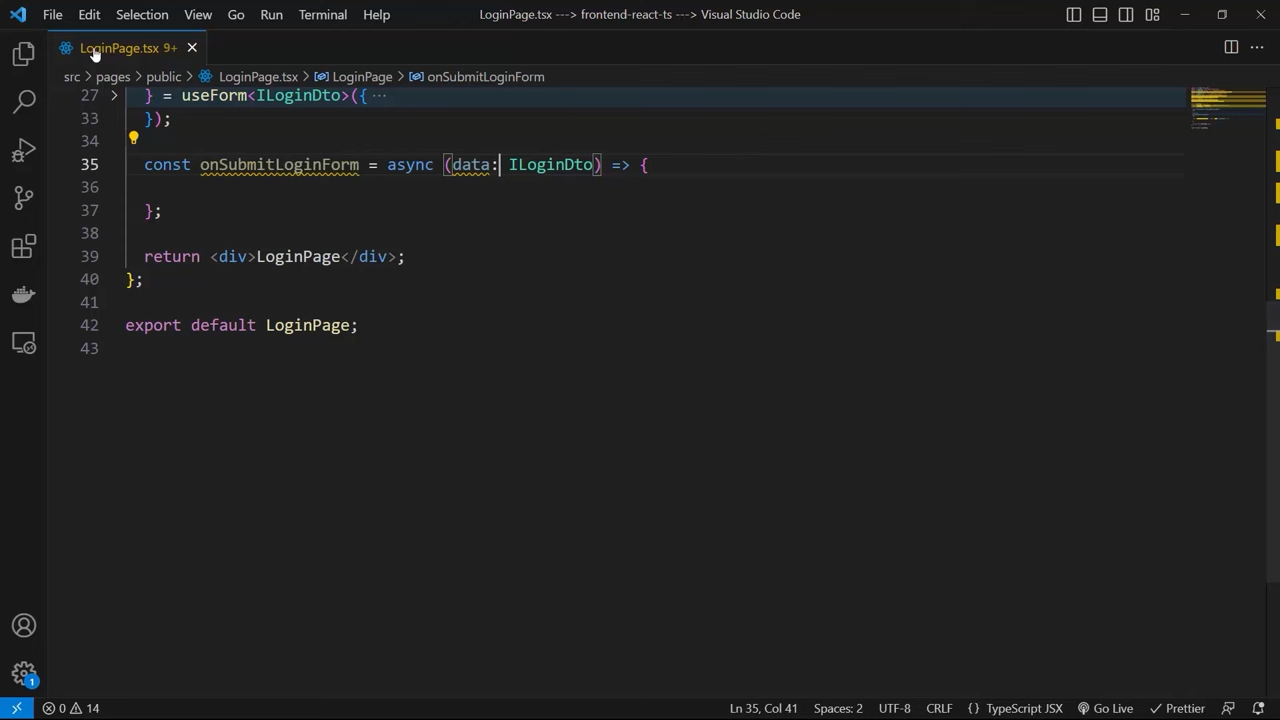 File Edit Selection View Go Run Terminal Help LoginPage.tsx ---> frontend-react-ts ---> Visual Studio Code
LoginPage.tsx 9+
src > pages > public > LoginPage.tsx > LoginPage > onSubmitLoginForm
27 } = useForm<ILoginDto>({ ···
33 });
34
35 const onSubmitLoginForm = async (data: ILoginDto) => {
36
37 };
38
39 return <div>LoginPage</div>;
40 };
41
42 export default LoginPage;
43
1
0 14 Ln 35, Col 41 Spaces: 2 UTF-8 CRLF {} TypeScript JSX Go Live Prettier